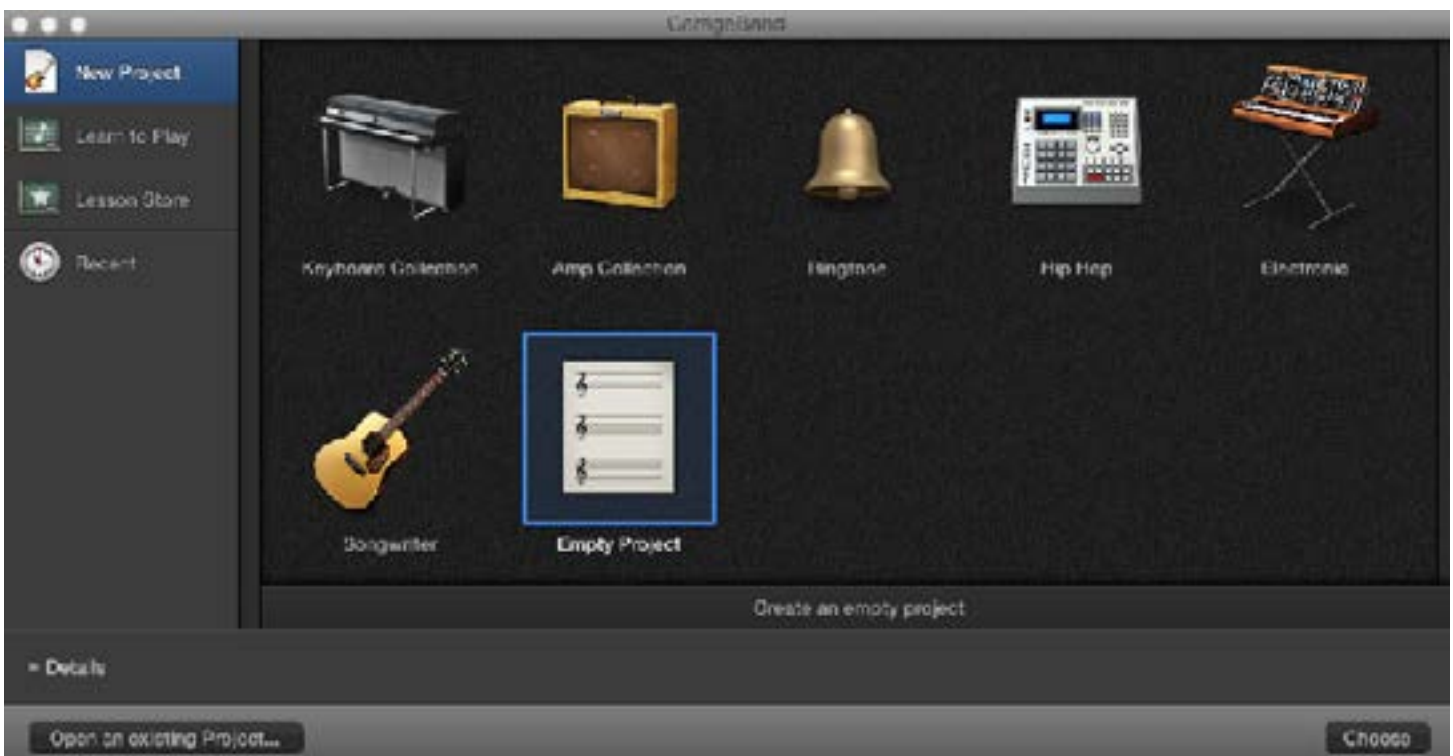 GarageBand
New Project
Learn to Play
Lesson Store
Recent
Keyboard Collection
Amp Collection
Ringtone
Hip Hop
Electronic
Songwriter
Empty Project
Create an empty project
Details
Open an existing Project...
Choose